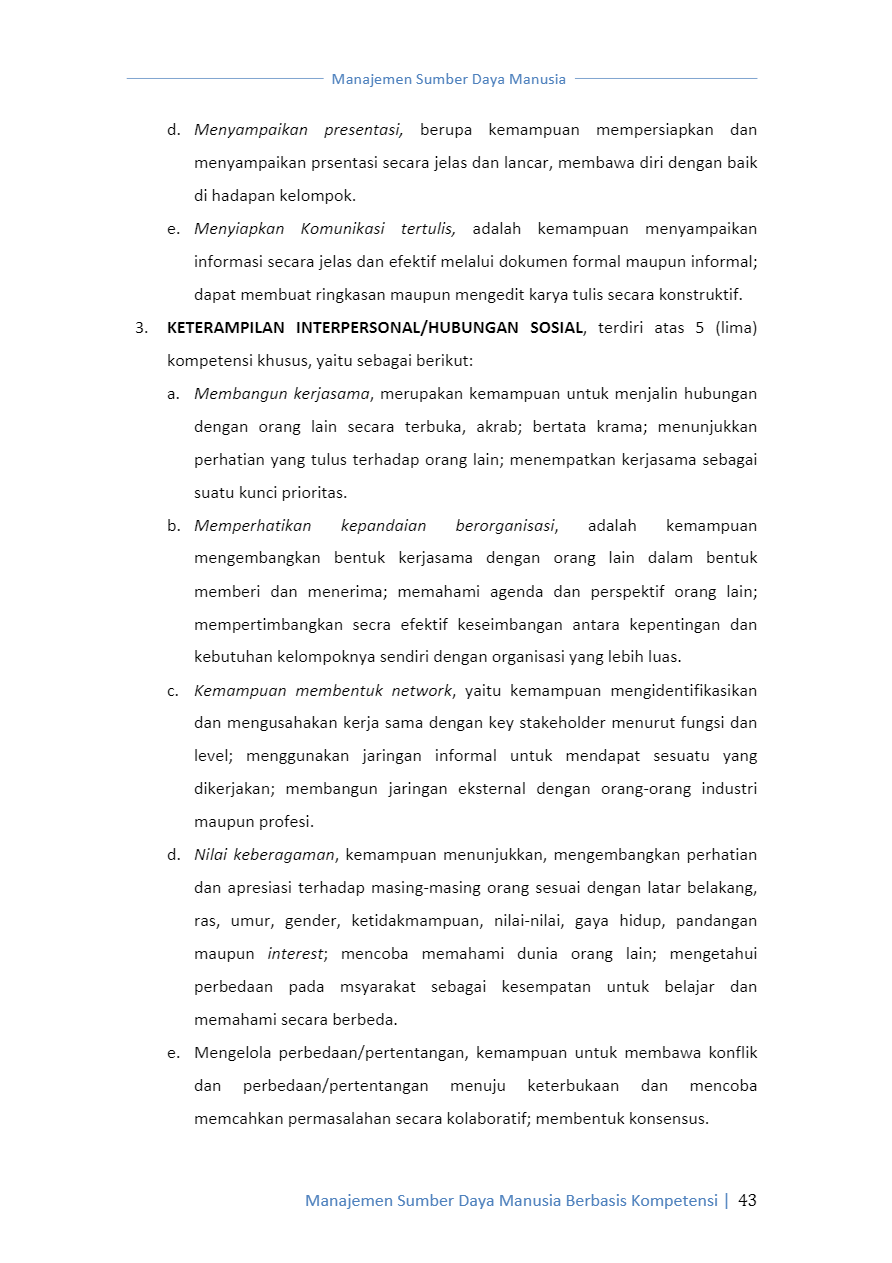 Manajemen Sumber Daya Manusia
d. Menyampaikan presentasi, berupa kemampuan mempersiapkan dan
menyampaikan prsentasi secara jelas dan lancar, membawa diri dengan baik
di hadapan kelompok.
e. Menyiapkan Komunikasi tertulis, adalah kemampuan menyampaikan
informasi secara jelas dan efektif melalui dokumen formal maupun informal;
dapat membuat ringkasan maupun mengedit karya tulis secara konstruktif.
3. KETERAMPILAN INTERPERSONAL/HUBUNGAN SOSIAL, terdiri atas 5 (lima)
kompetensi khusus, yaitu sebagai berikut:
a. Membangun kerjasama, merupakan kemampuan untuk menjalin hubungan
dengan orang lain secara terbuka, akrab; bertata krama; menunjukkan
perhatian yang tulus terhadap orang lain; menempatkan kerjasama sebagai
suatu kunci prioritas.
b. Memperhatikan kepandaian berorganisasi, adalah kemampuan
mengembangkan bentuk kerjasama dengan orang lain dalam bentuk
memberi dan menerima; memahami agenda dan perspektif orang lain;
mempertimbangkan secra efektif keseimbangan antara kepentingan dan
kebutuhan kelompoknya sendiri dengan organisasi yang lebih luas.
c. Kemampuan membentuk network, yaitu kemampuan mengidentifikasikan
dan mengusahakan kerja sama dengan key stakeholder menurut fungsi dan
level; menggunakan jaringan informal untuk mendapat sesuatu yang
dikerjakan; membangun jaringan eksternal dengan orang-orang industri
maupun profesi.
d. Nilai keberagaman, kemampuan menunjukkan, mengembangkan perhatian
dan apresiasi terhadap masing-masing orang sesuai dengan latar belakang,
ras, umur, gender, ketidakmampuan, nilai-nilai, gaya hidup, pandangan
maupun interest; mencoba memahami dunia orang lain; mengetahui
perbedaan pada msyarakat sebagai kesempatan untuk belajar dan
memahami secara berbeda.
e. Mengelola perbedaan/pertentangan, kemampuan untuk membawa konflik
dan perbedaan/pertentangan menuju keterbukaan dan mencoba
memcahkan permasalahan secara kolaboratif; membentuk konsensus.
Manajemen Sumber Daya Manusia Berbasis Kompetensi | 43